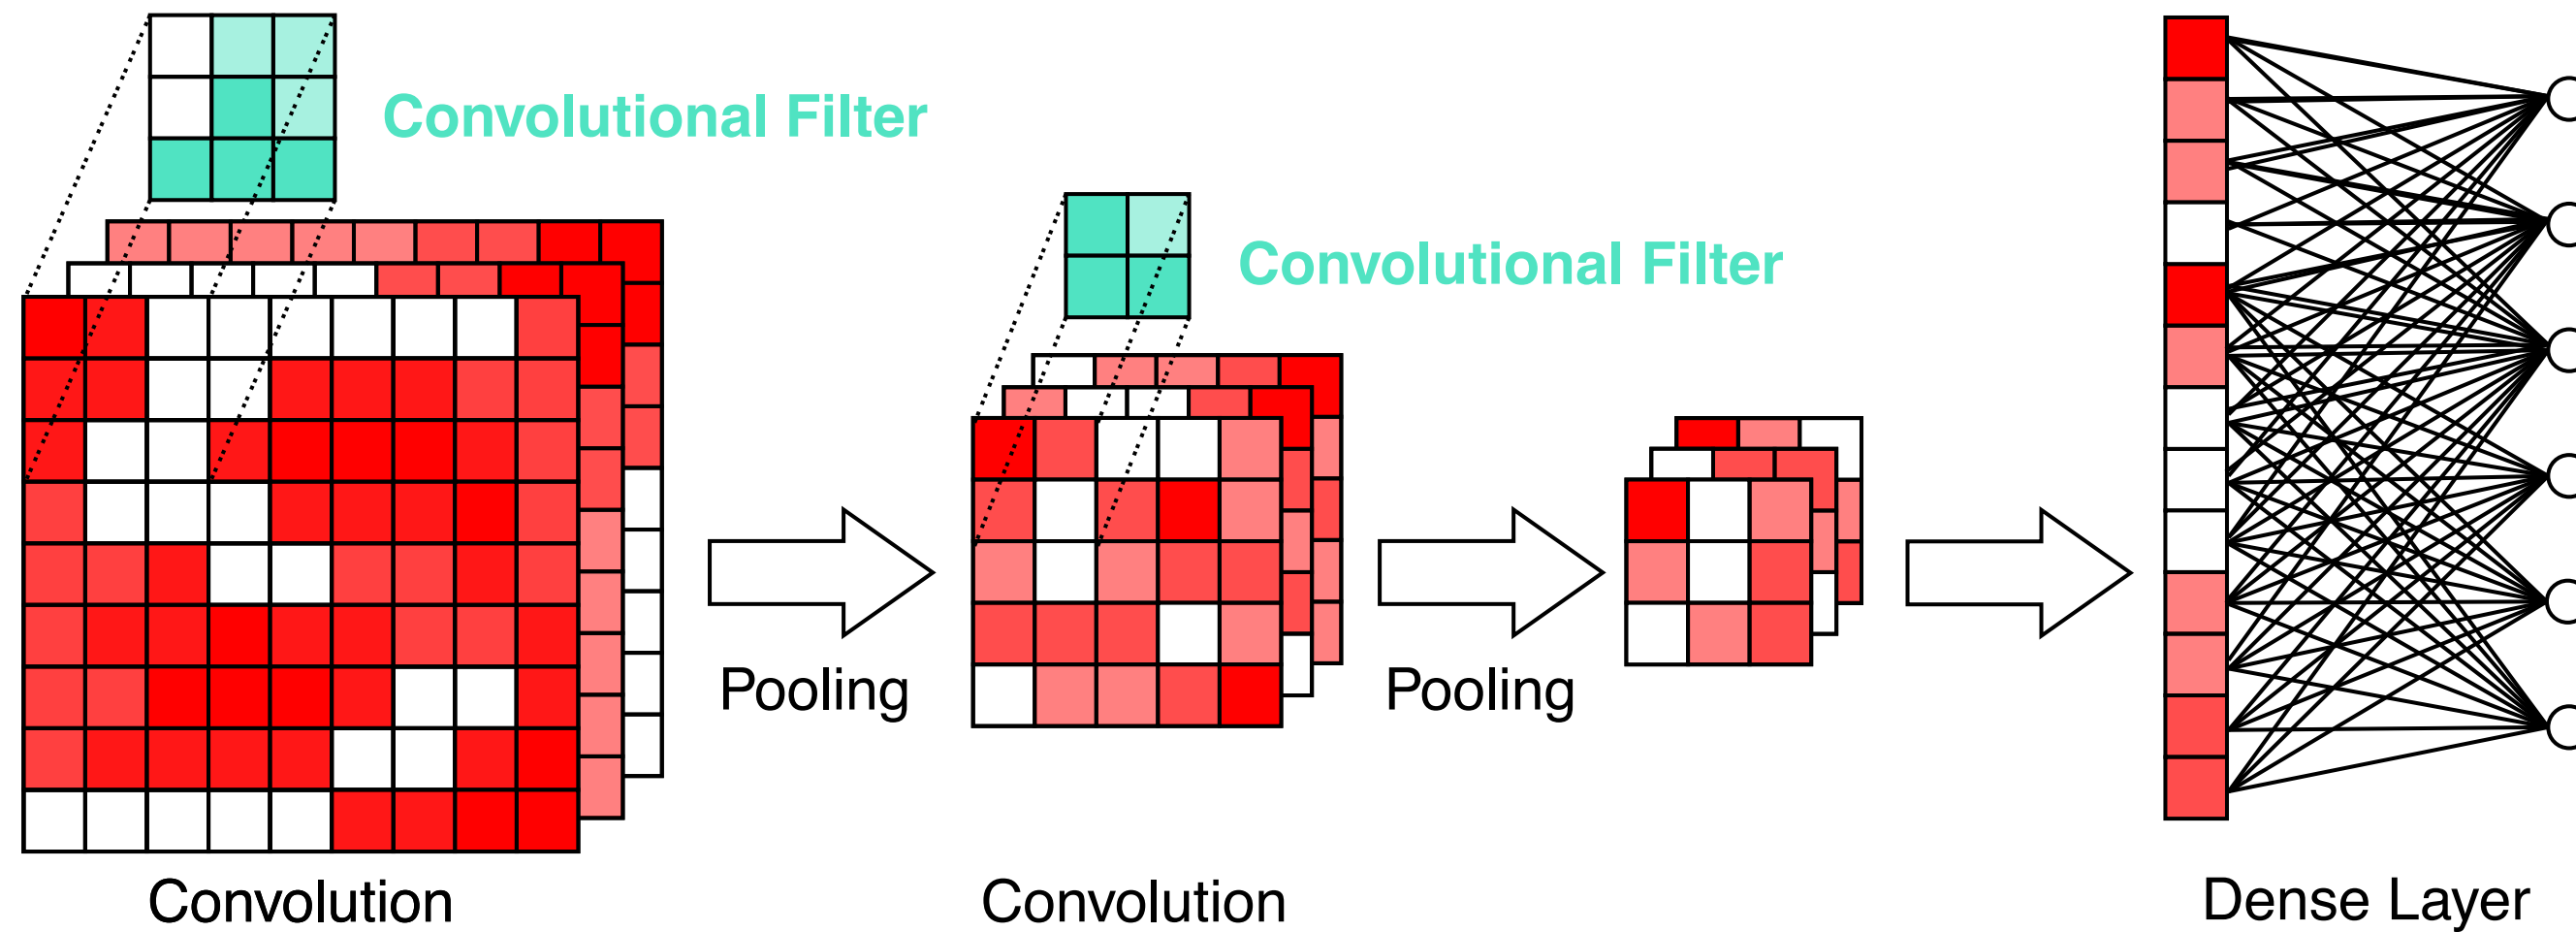 Convolutional Filter
Convolutional Filter
Pooling
Pooling
Convolution
Convolution
Dense Layer